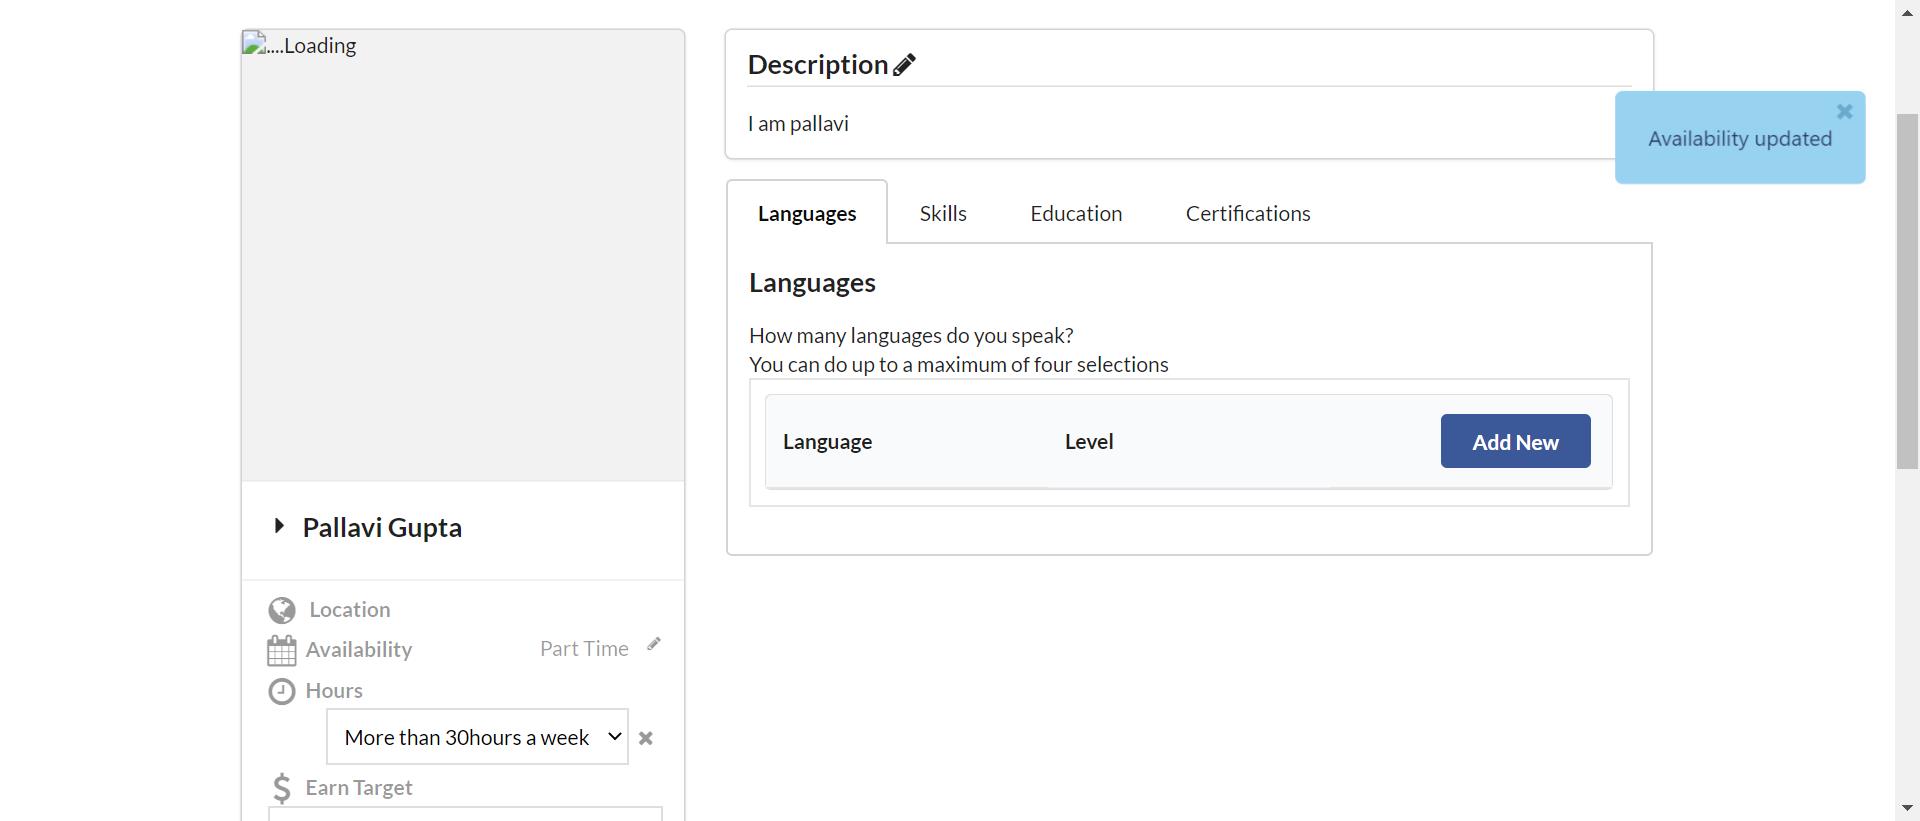 ....Loading
Description
I am pallavi
Availability updated
Languages
Skills
Education
Certifications
Languages
How many languages do you speak?
You can do up to a maximum of four selections
Language
Level
Add New
Pallavi Gupta
Location
Availability
Part Time
Hours
More than 30hours a week
Earn Target